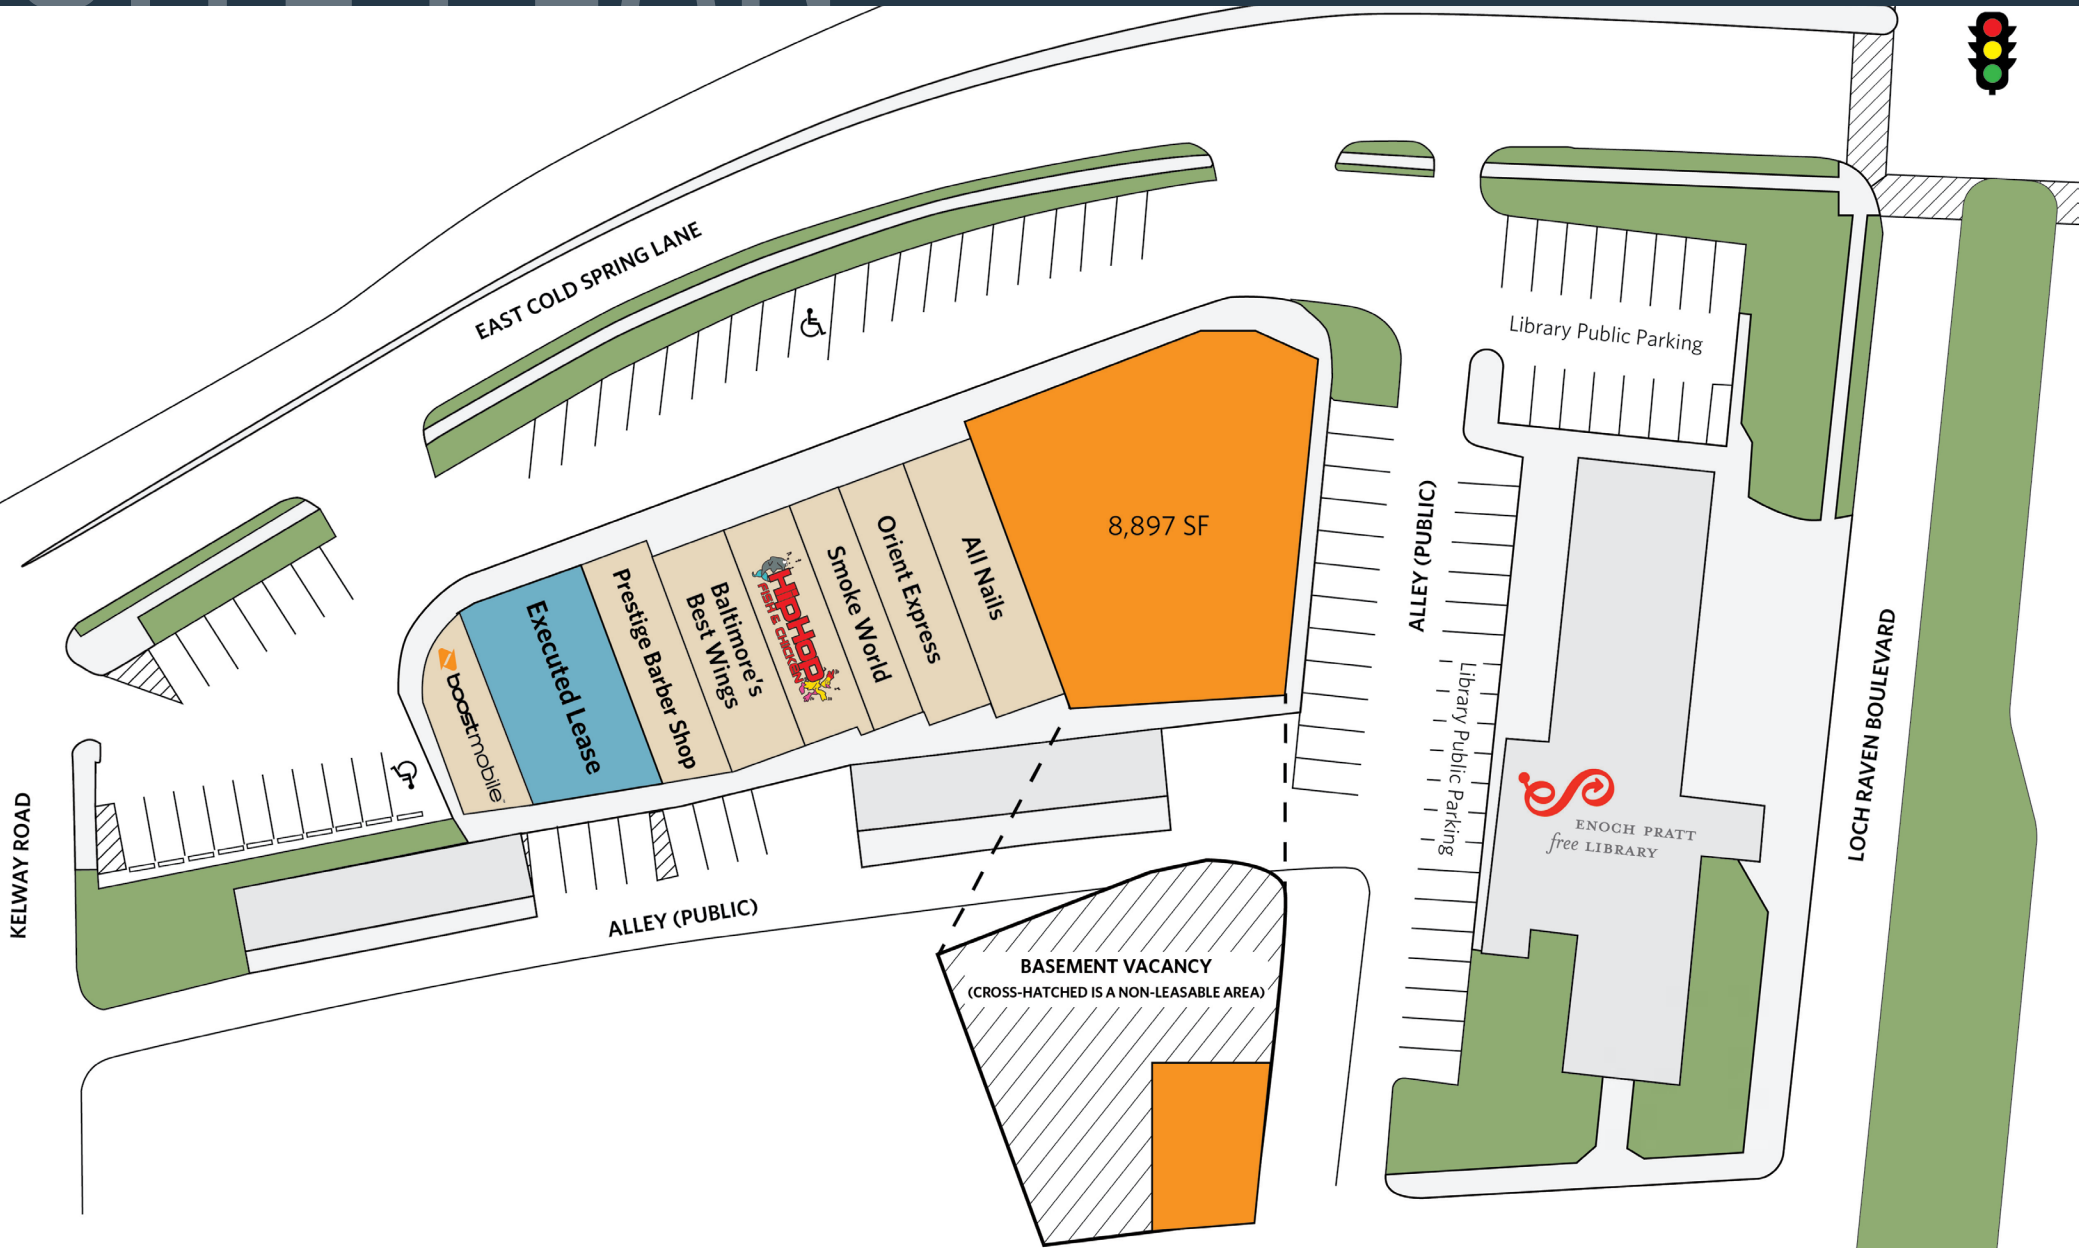 EAST COLD SPRING LANE
Library Public Parking
8,897 SF
ALLEY (PUBLIC)
All Nails
Orient Express
Smoke World
HipHop
FISH & CHICKEN
Baltimore's
Best Wings
Prestige Barber Shop
Executed Lease
boostmobile
Library Public Parking
LOCH RAVEN BOULEVARD
ENOCH PRATT
free LIBRARY
KELWAY ROAD
ALLEY (PUBLIC)
BASEMENT VACANCY
(CROSS-HATCHED IS A NON-LEASABLE AREA)